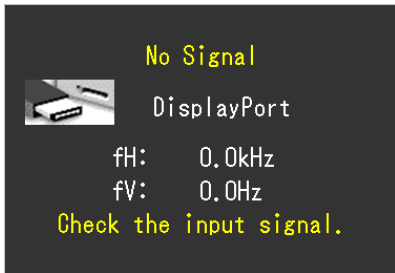 No Signal
DisplayPort
fH: 0.0kHz
fV: 0.0Hz
Check the input signal.